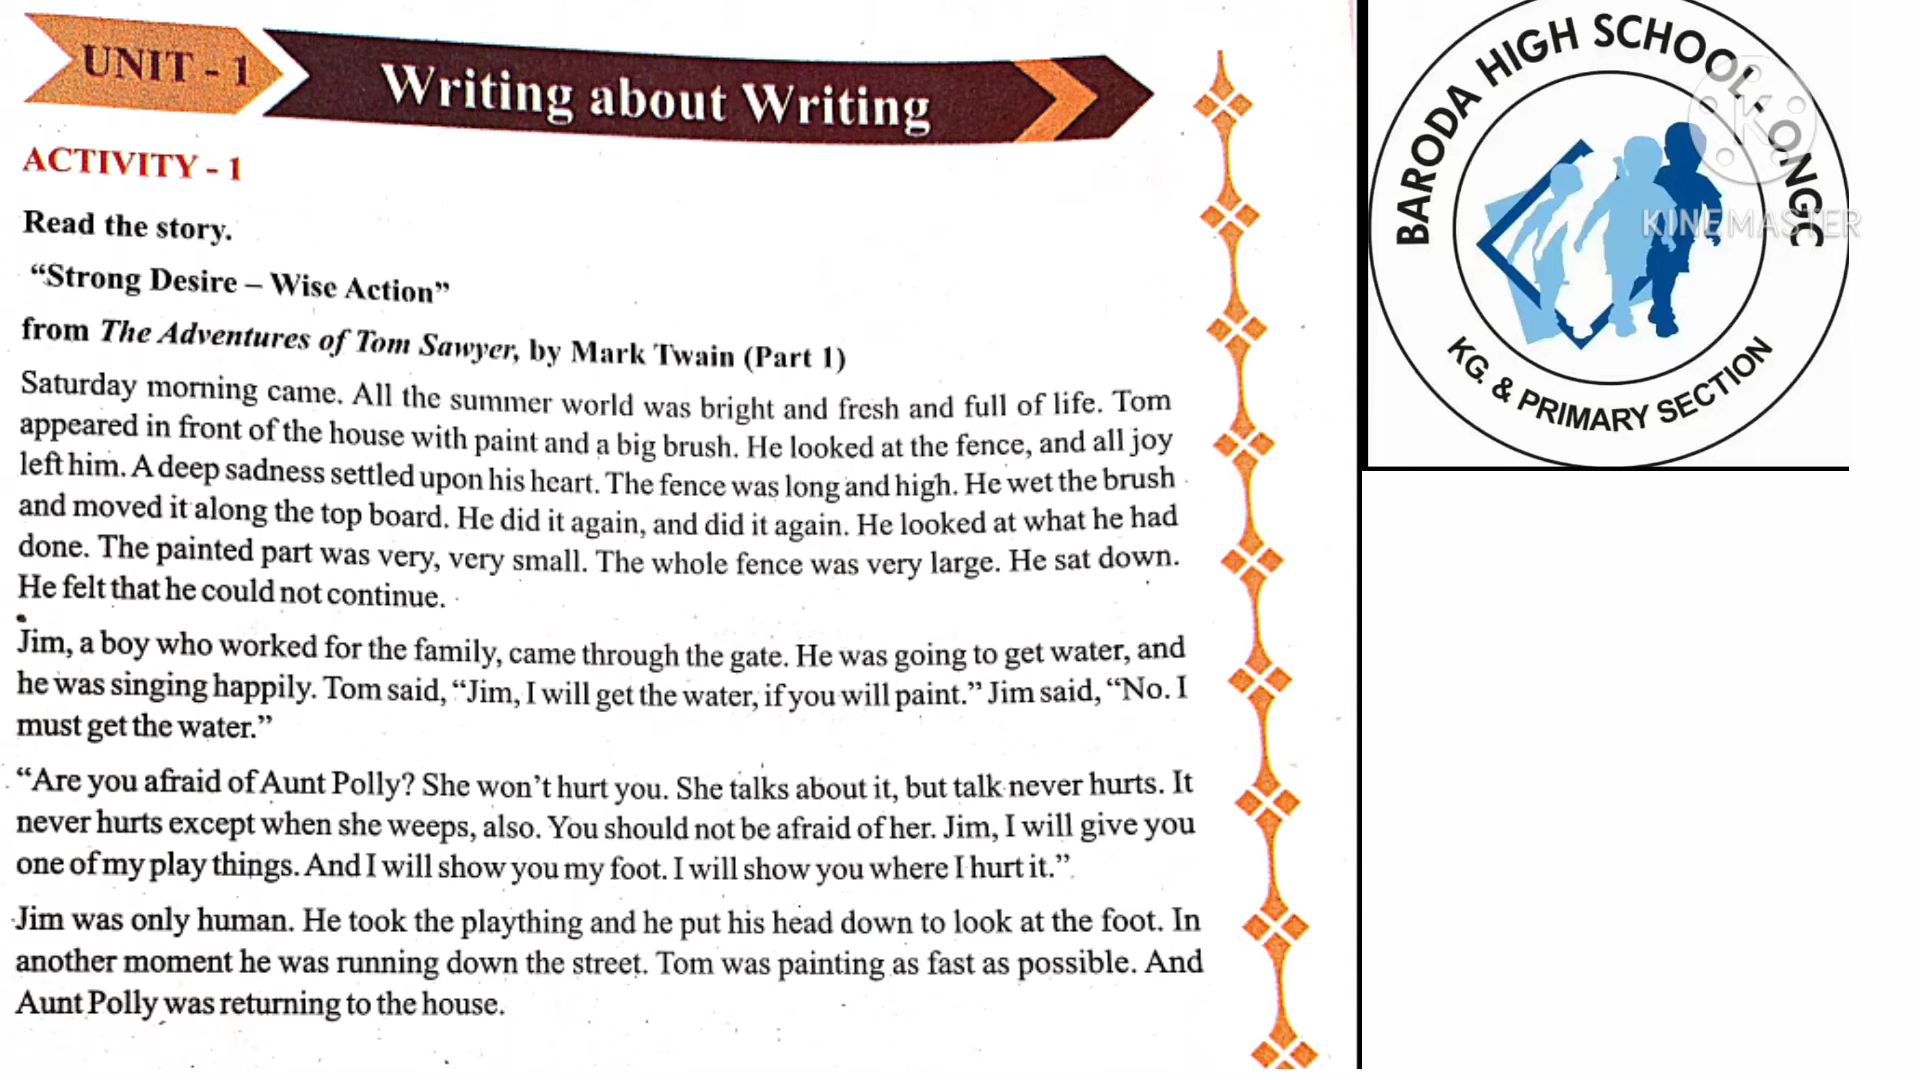 UNIT - 1
Writing about Writing
ACTIVITY - 1
Read the story.
“Strong Desire – Wise Action”
from The Adventures of Tom Sawyer, by Mark Twain (Part 1)
Saturday morning came. All the summer world was bright and fresh and full of life. Tom
appeared in front of the house with paint and a big brush. He looked at the fence, and all joy
left him. A deep sadness settled upon his heart. The fence was long and high. He wet the brush
and moved it along the top board. He did it again, and did it again. He looked at what he had
done. The painted part was very, very small. The whole fence was very large. He sat down.
He felt that he could not continue.
Jim, a boy who worked for the family, came through the gate. He was going to get water, and
he was singing happily. Tom said, “Jim, I will get the water, if you will paint.” Jim said, “No. I
must get the water.”
“Are you afraid of Aunt Polly? She won’t hurt you. She talks about it, but talk never hurts. It
never hurts except when she weeps, also. You should not be afraid of her. Jim, I will give you
one of my play things. And I will show you my foot. I will show you where I hurt it.”
Jim was only human. He took the plaything and he put his head down to look at the foot. In
another moment he was running down the street. Tom was painting as fast as possible. And
Aunt Polly was returning to the house.
BARODA HIGH SCHOOL - ONGC
KINEMASTER
KG. & PRIMARY SECTION